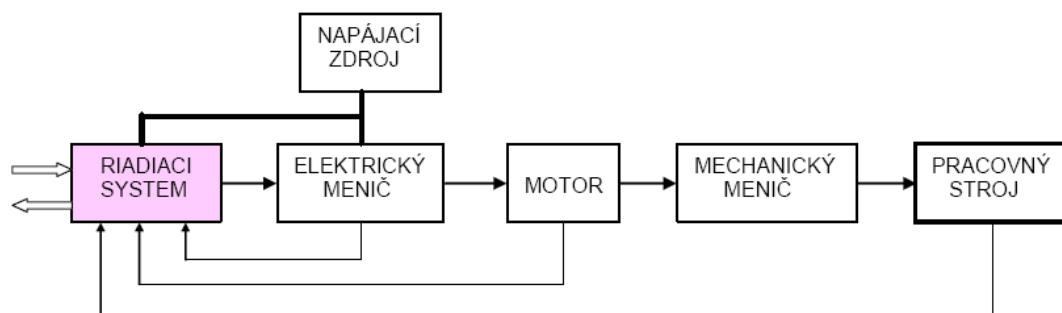 NAPÁJACÍ
ZDROJ
RIADIACI
SYSTEM
ELEKTRICKÝ
MENIČ
MOTOR
MECHANICKÝ
MENIČ
PRACOVNÝ
STROJ